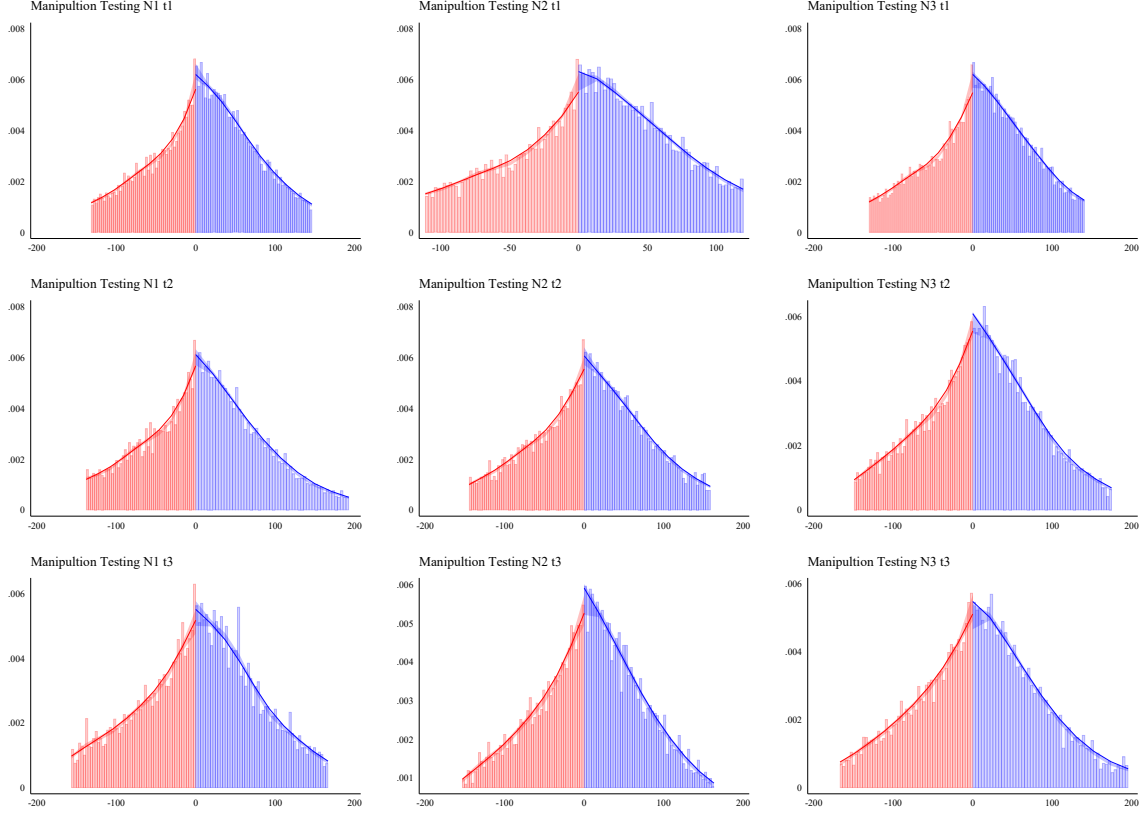 Manipultion Testing N1 t1
.008
.006
.004
.002
0
-200 -100 0 100 200
Manipultion Testing N2 t1
.008
.006
.004
.002
0
-100 -50 0 50 100
Manipultion Testing N3 t1
.008
.006
.004
.002
0
-200 -100 0 100 200
Manipultion Testing N1 t2
.008
.006
.004
.002
0
-200 -100 0 100 200
Manipultion Testing N2 t2
.008
.006
.004
.002
0
-200 -100 0 100 200
Manipultion Testing N3 t2
.006
.004
.002
0
-200 -100 0 100 200
Manipultion Testing N1 t3
.006
.004
.002
0
-200 -100 0 100 200
Manipultion Testing N2 t3
.006
.005
.004
.003
.002
.001
-200 -100 0 100 200
Manipultion Testing N3 t3
.006
.004
.002
0
-200 -100 0 100 200